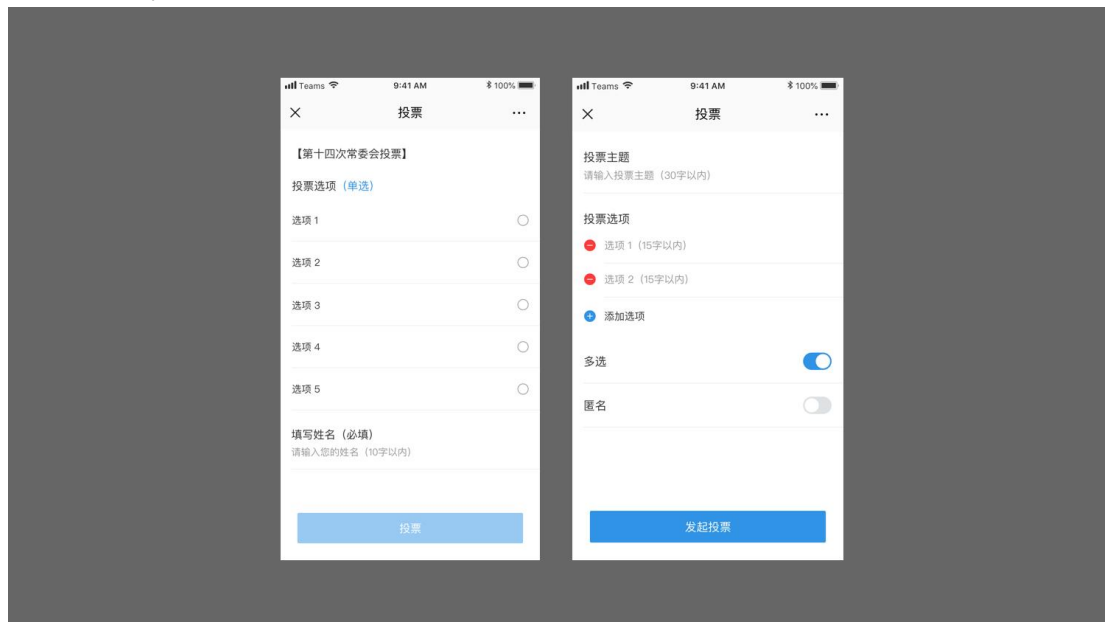 Teams 9:41 AM 100%
投票
【第十四次常委会投票】
投票选项（单选）
选项 1
选项 2
选项 3
选项 4
选项 5
填写姓名（必填）
请输入您的姓名（10字以内）
投票
Teams 9:41 AM 100%
投票
投票主题
请输入投票主题（30字以内）
投票选项
选项 1（15字以内）
选项 2（15字以内）
添加选项
多选
匿名
发起投票